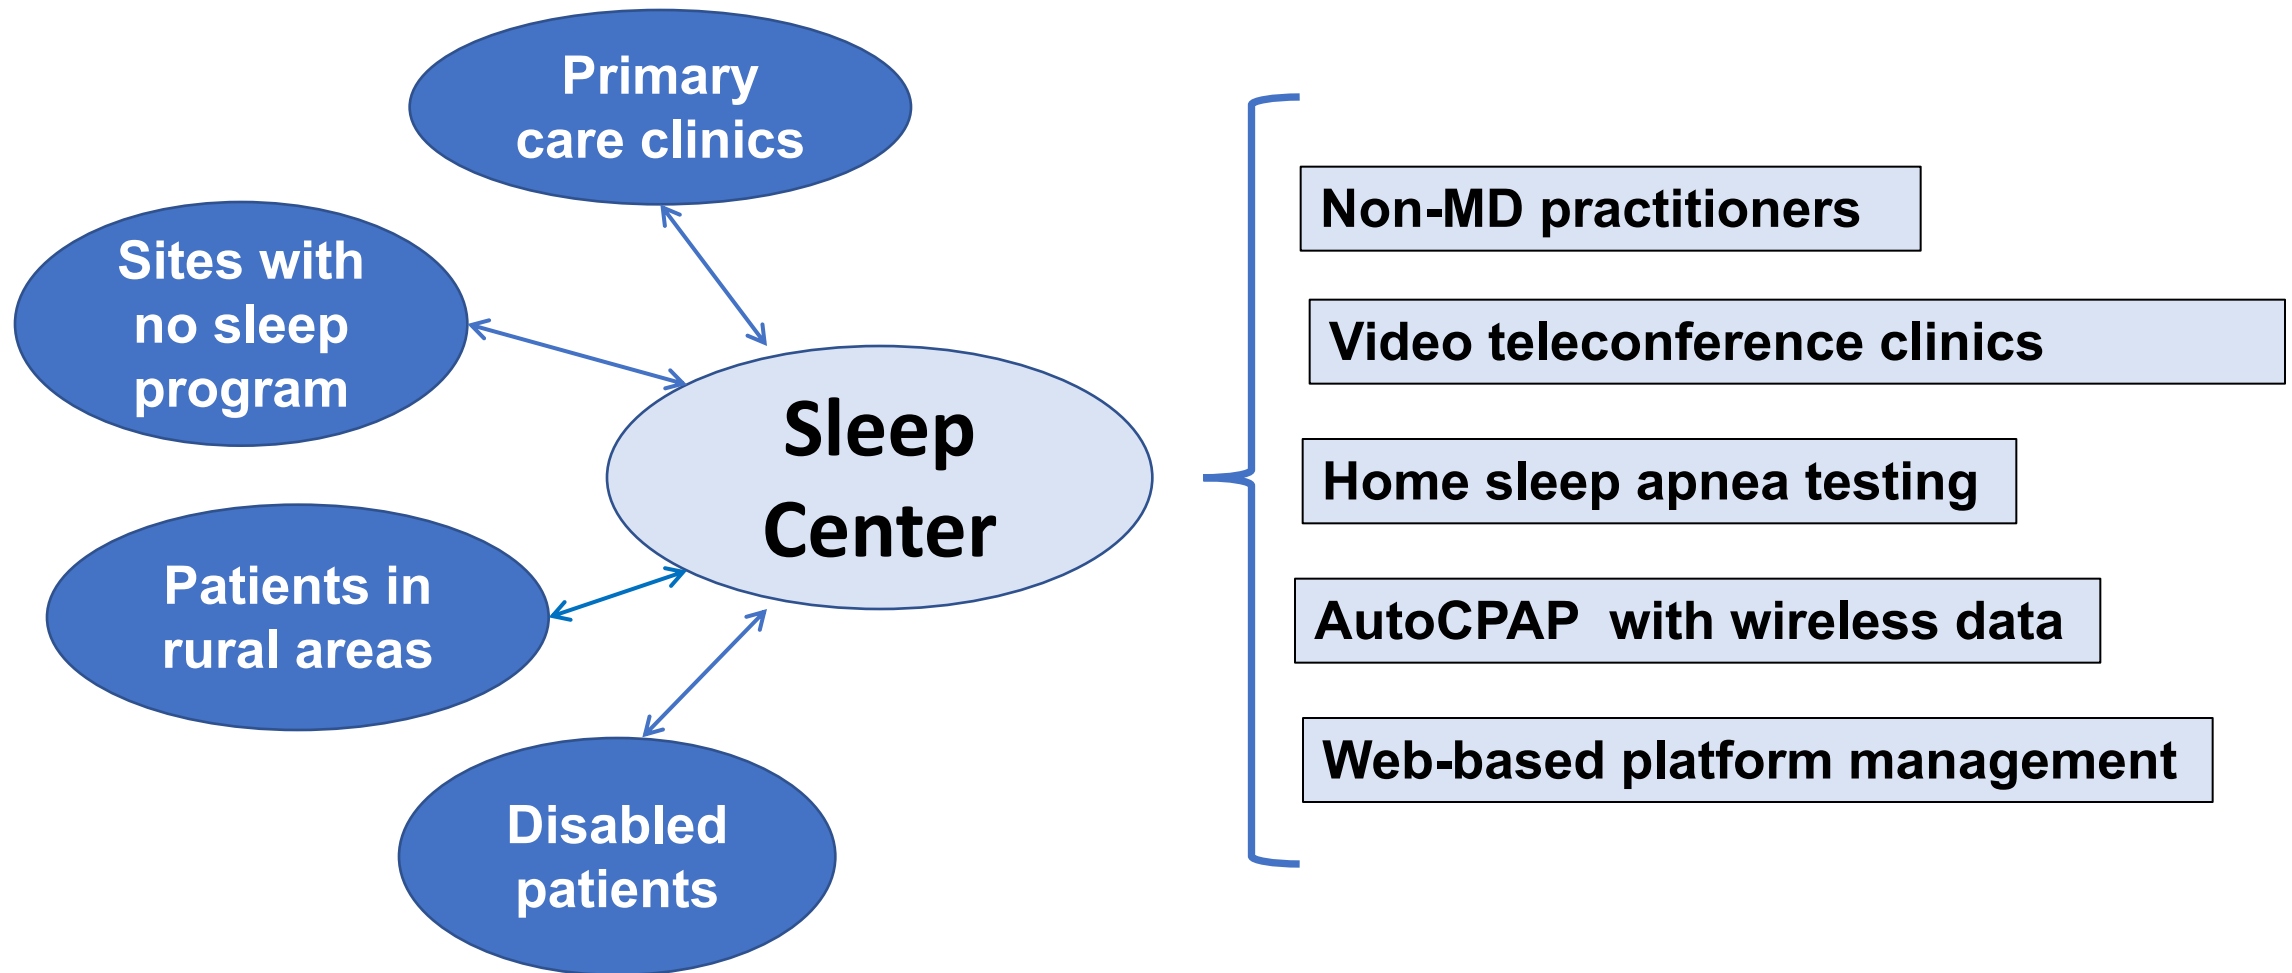 Primary
care clinics
Sites with
no sleep
program
Patients in
rural areas
Disabled
patients
Sleep
Center
Non-MD practitioners
Video teleconference clinics
Home sleep apnea testing
AutoCPAP  with wireless data
Web-based platform management